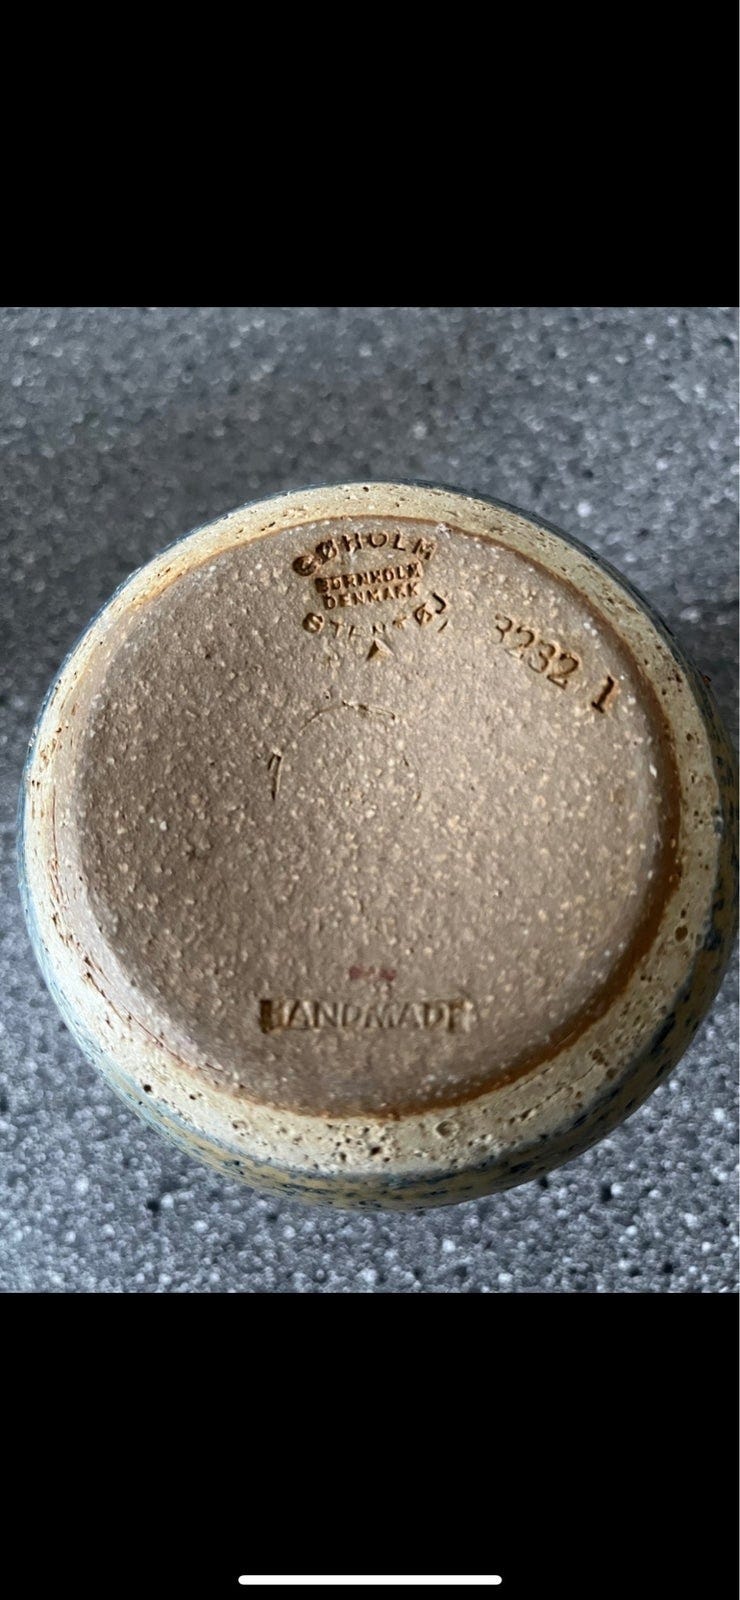 SØHOLM
BORNHOLM
DENMARK
STENTØJ
3232 1
HANDMADE